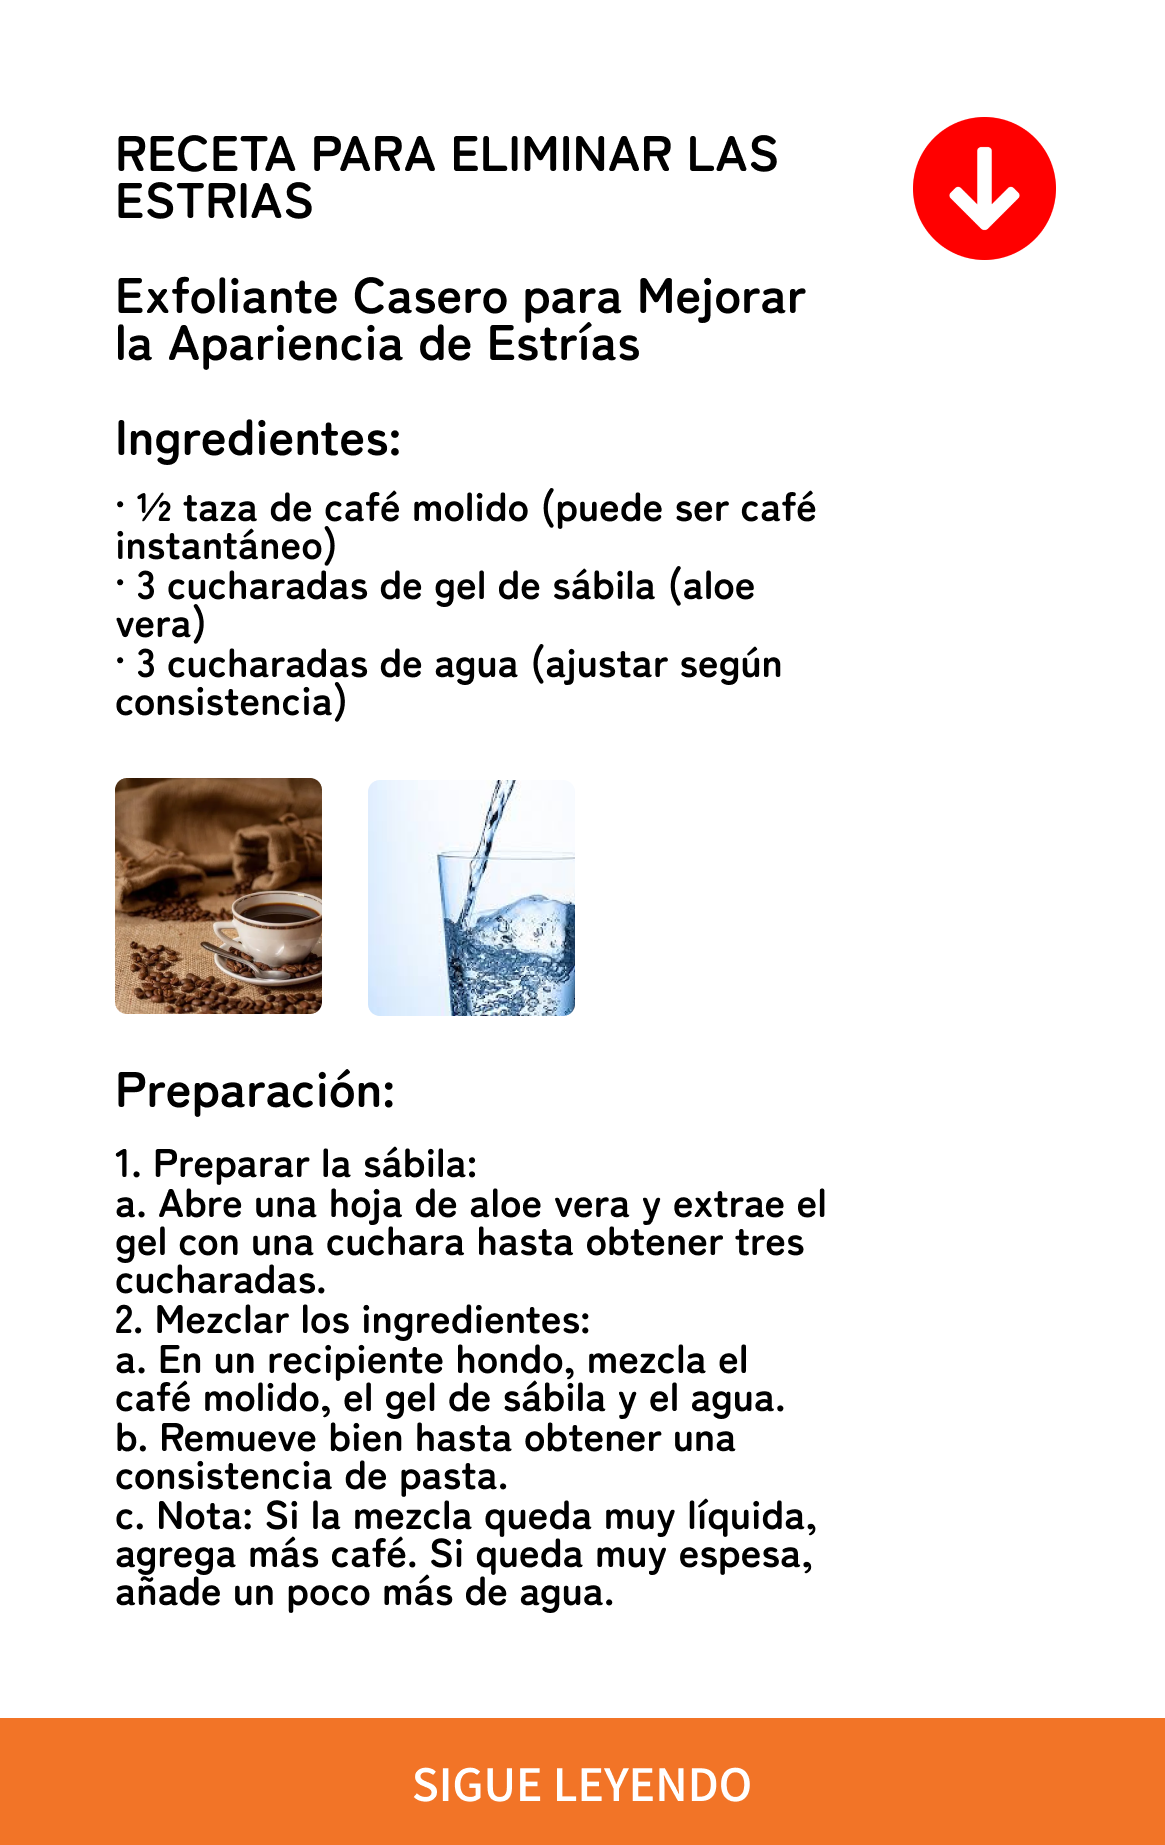 RECETA PARA ELIMINAR LAS
ESTRIAS
Exfoliante Casero para Mejorar
la Apariencia de Estrías
Ingredientes:
· ½ taza de café molido (puede ser café
instantáneo)
· 3 cucharadas de gel de sábila (aloe
vera)
· 3 cucharadas de agua (ajustar según
consistencia)
Preparación:
1. Preparar la sábila:
a. Abre una hoja de aloe vera y extrae el
gel con una cuchara hasta obtener tres
cucharadas.
2. Mezclar los ingredientes:
a. En un recipiente hondo, mezcla el
café molido, el gel de sábila y el agua.
b. Remueve bien hasta obtener una
consistencia de pasta.
c. Nota: Si la mezcla queda muy líquida,
agrega más café. Si queda muy espesa,
añade un poco más de agua.
SIGUE LEYENDO